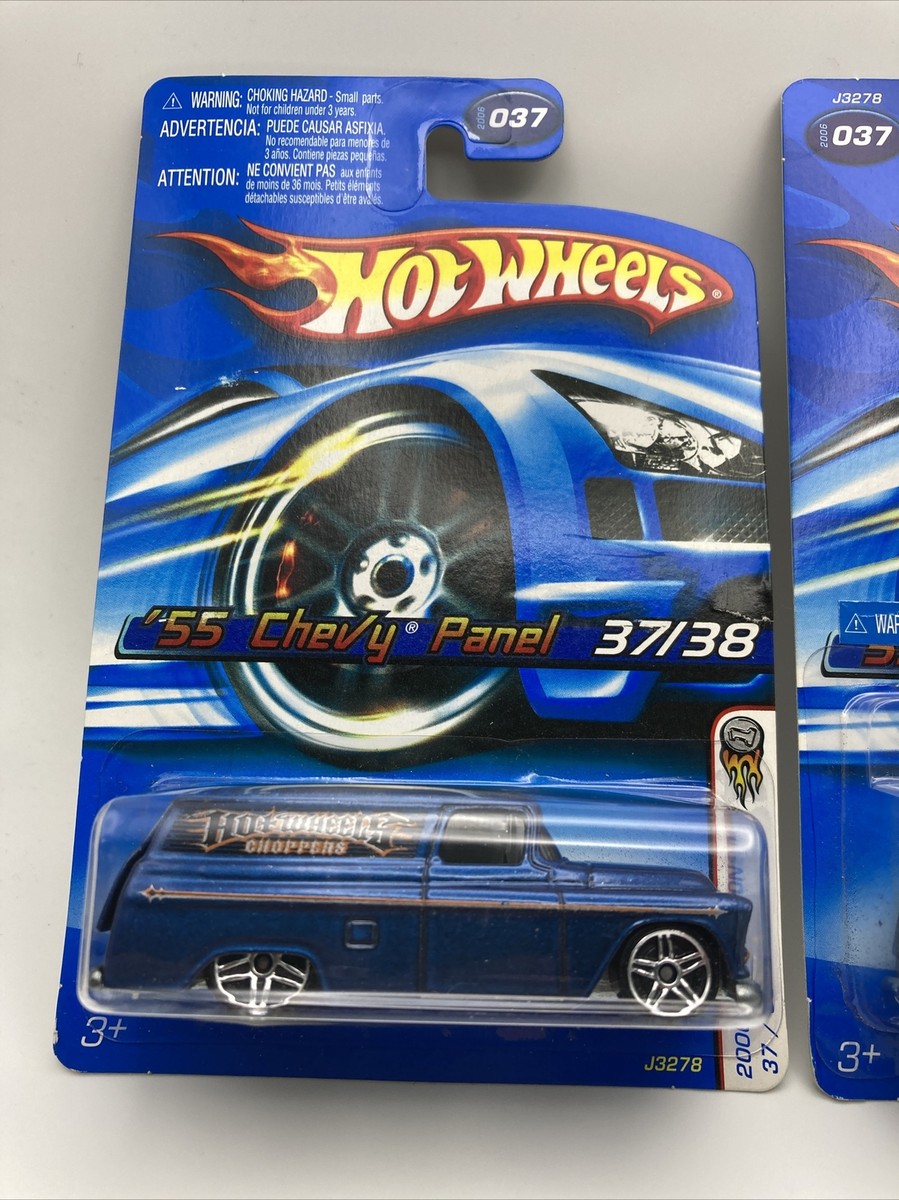 WARNING: CHOKING HAZARD - Small parts.
Not for children under 3 years.
ADVERTENCIA: PUEDE CAUSAR ASFIXIA.
No recomendable para menores de
3 años. Contiene piezas pequeñas.
ATTENTION: NE CONVIENT PAS aux enfants
de moins de 36 mois. Petits éléments
détachables susceptibles d'être avalés.
2006 037
HOT WHEELS®
'55 Chevy® Panel 37/38
HOT WHEELS
CHOPPERS
3+
J3278
37/
J3278
2006 037
3+